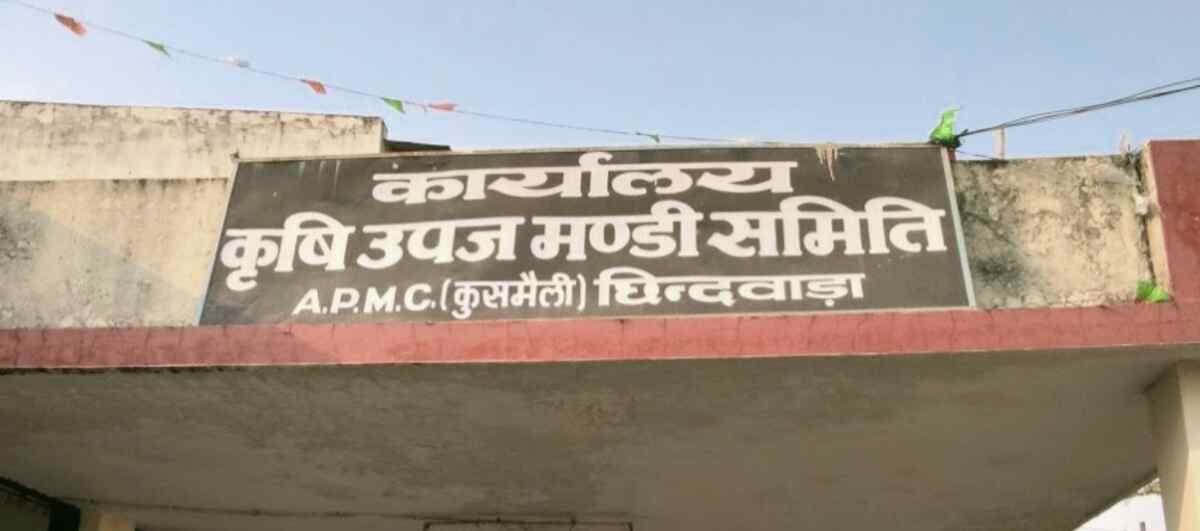 कार्यालय
कृषि उपज मण्डी समिति
A.P.M.C. (कुसमैली) छिन्दवाड़ा